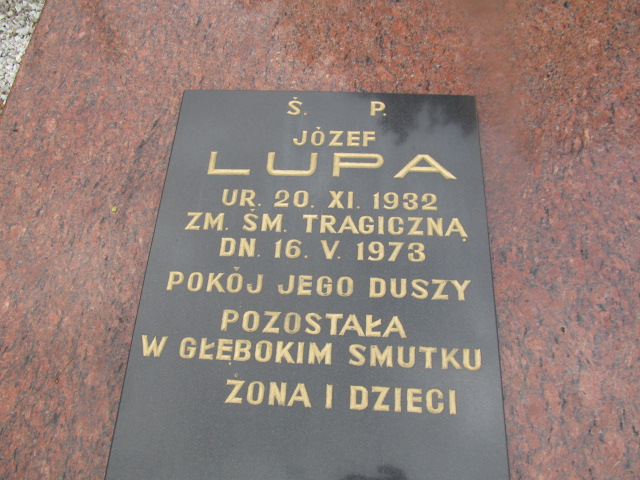 Ś. P.
JÓZEF
LUPA
UR. 20. XI. 1932
ZM. ŚM. TRAGICZNĄ
DN. 16. V. 1973
POKÓJ JEGO DUSZY
POZOSTAŁA
W GŁEBOKIM SMUTKU
ŻONA I DZIECI